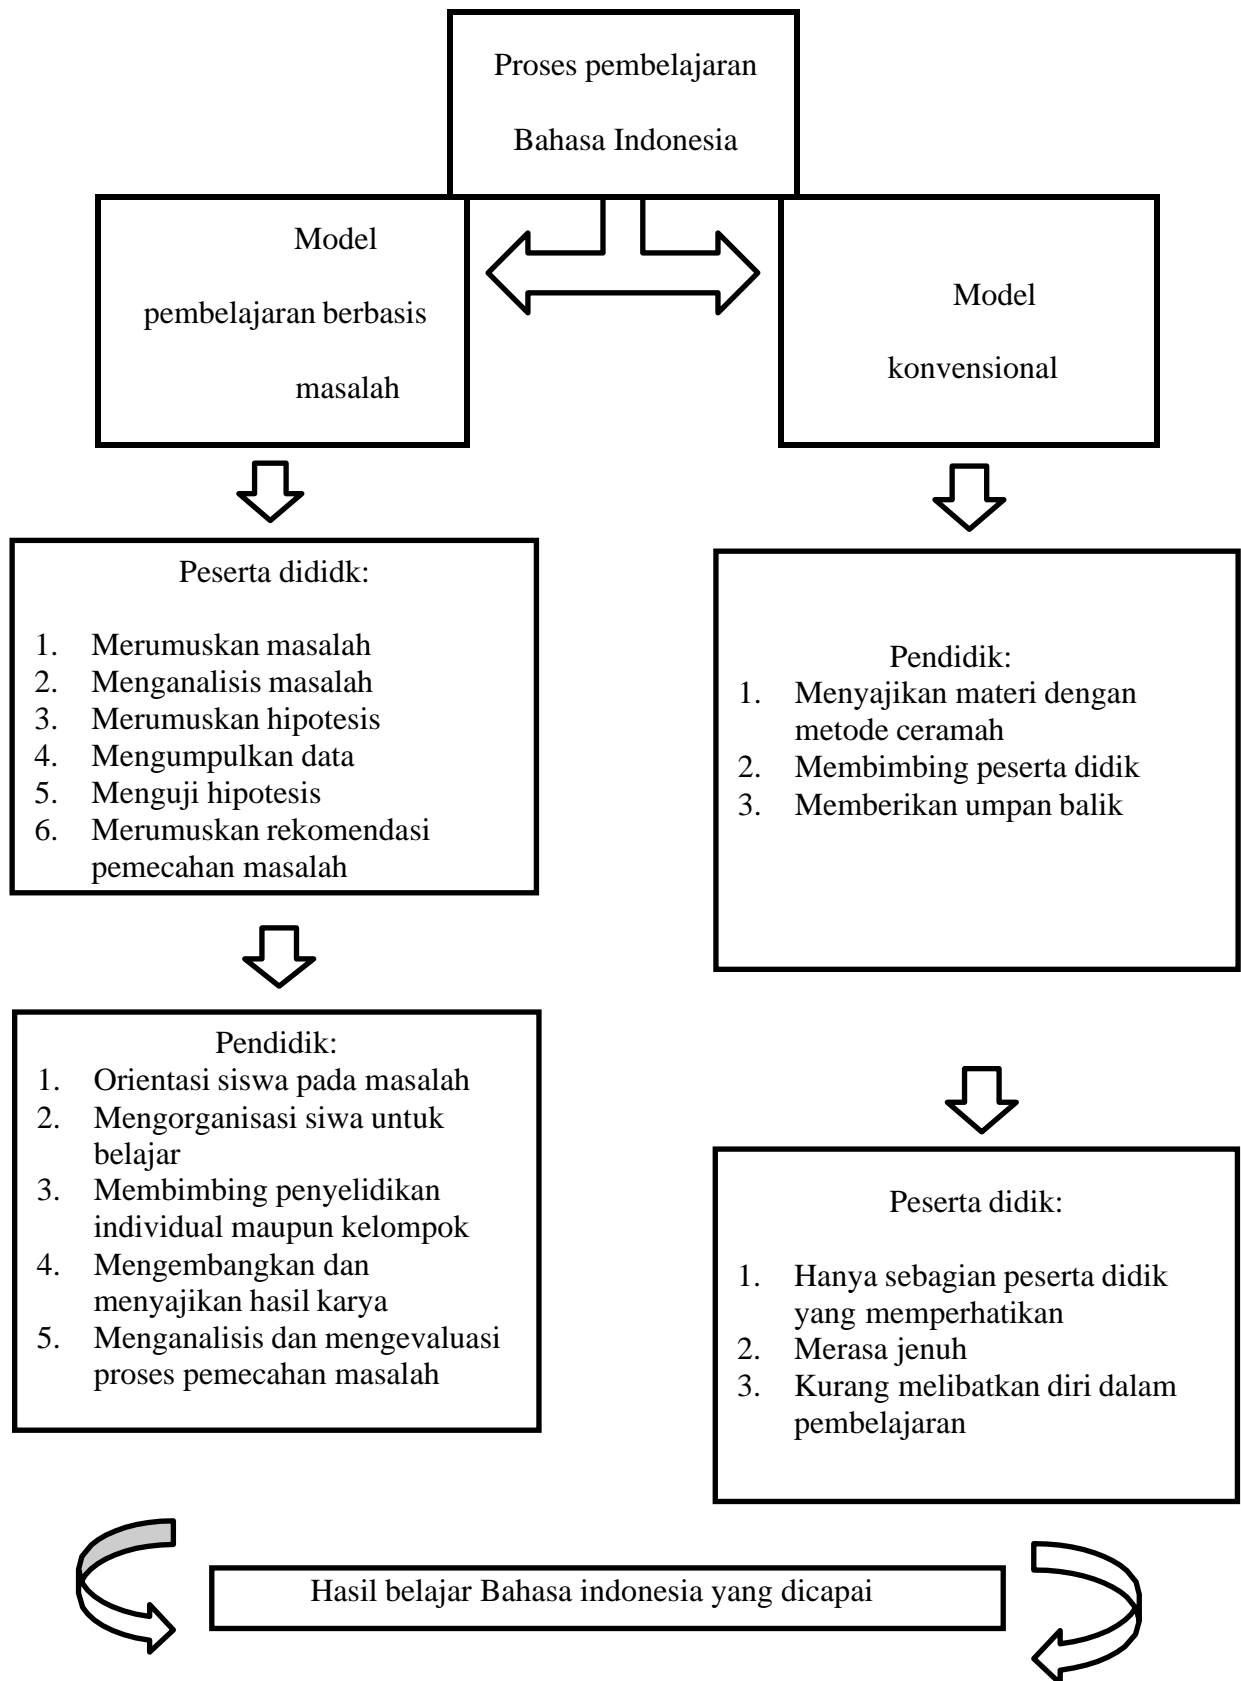 Proses pembelajaran
Bahasa Indonesia
Model
pembelajaran berbasis
masalah
Model
konvensional
Peserta dididk:
1. Merumuskan masalah
2. Menganalisis masalah
3. Merumuskan hipotesis
4. Mengumpulkan data
5. Menguji hipotesis
6. Merumuskan rekomendasi
pemecahan masalah
Pendidik:
1. Menyajikan materi dengan
metode ceramah
2. Membimbing peserta didik
3. Memberikan umpan balik
Pendidik:
1. Orientasi siswa pada masalah
2. Mengorganisasi siwa untuk
belajar
3. Membimbing penyelidikan
individual maupun kelompok
4. Mengembangkan dan
menyajikan hasil karya
5. Menganalisis dan mengevaluasi
proses pemecahan masalah
Peserta didik:
1. Hanya sebagian peserta didik
yang memperhatikan
2. Merasa jenuh
3. Kurang melibatkan diri dalam
pembelajaran
Hasil belajar Bahasa indonesia yang dicapai